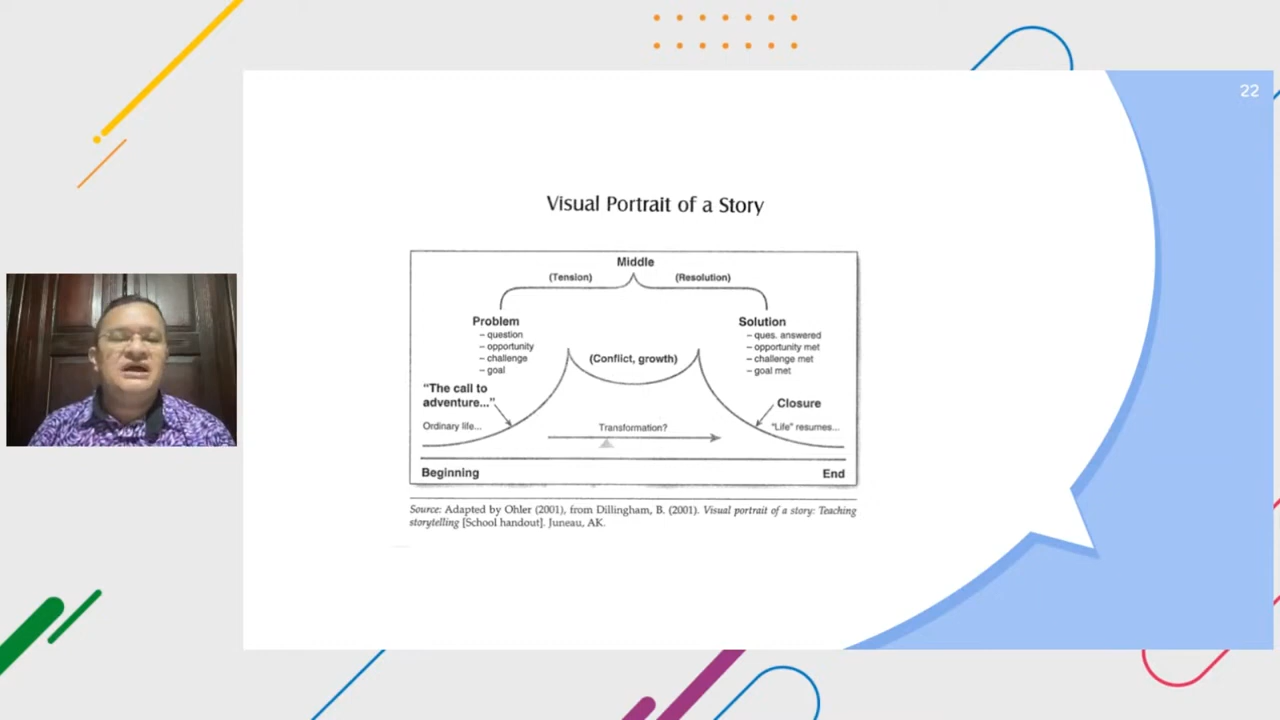 22
Visual Portrait of a Story
Middle
(Tension)
(Resolution)
Problem
– question
– opportunity
– challenge
– goal
Solution
– ques. answered
– opportunity met
– challenge met
– goal met
(Conflict, growth)
"The call to
adventure..."
Ordinary life...
Closure
"Life" resumes...
Transformation?
Beginning
End
Source: Adapted by Ohler (2001), from Dillingham, B. (2001). Visual portrait of a story: Teaching
storytelling [School handout]. Juneau, AK.